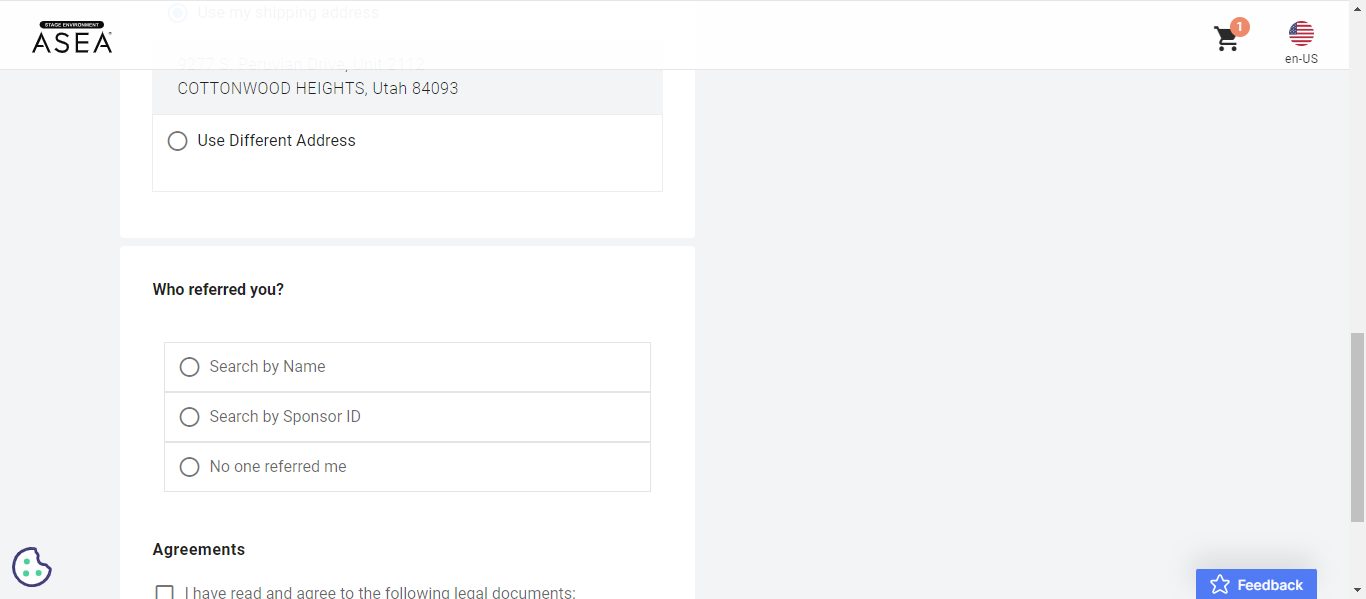 Use my shipping address
STAGE ENVIRONMENT
ASEA
1
en-US
9277 S. Peruvian Drive, Unit 2112
COTTONWOOD HEIGHTS, Utah 84093
Use Different Address
Who referred you?
Search by Name
Search by Sponsor ID
No one referred me
Agreements
I have read and agree to the following legal documents:
Feedback